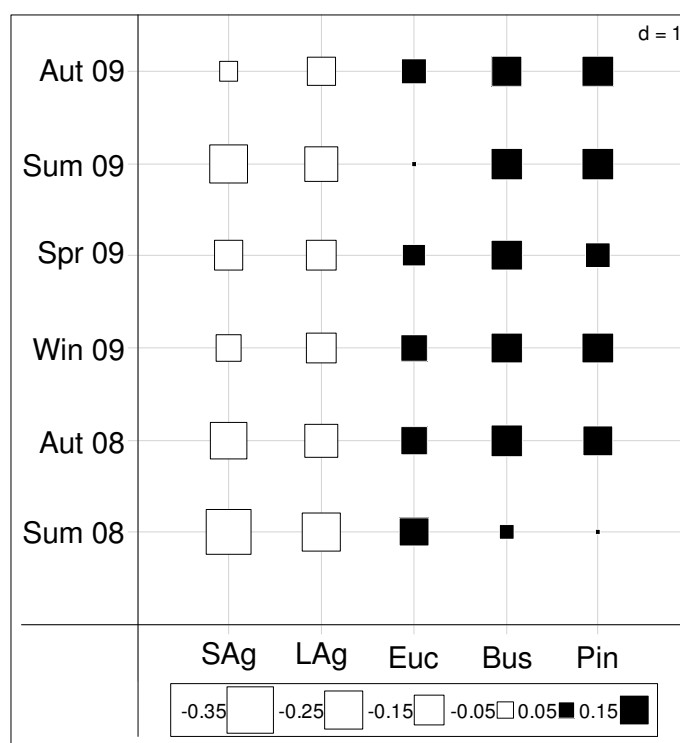 d = 1
Aut 09
Sum 09
Spr 09
Win 09
Aut 08
Sum 08
SAg LAg Euc Bus Pin
-0.35 -0.25 -0.15 -0.05 0.05 0.15